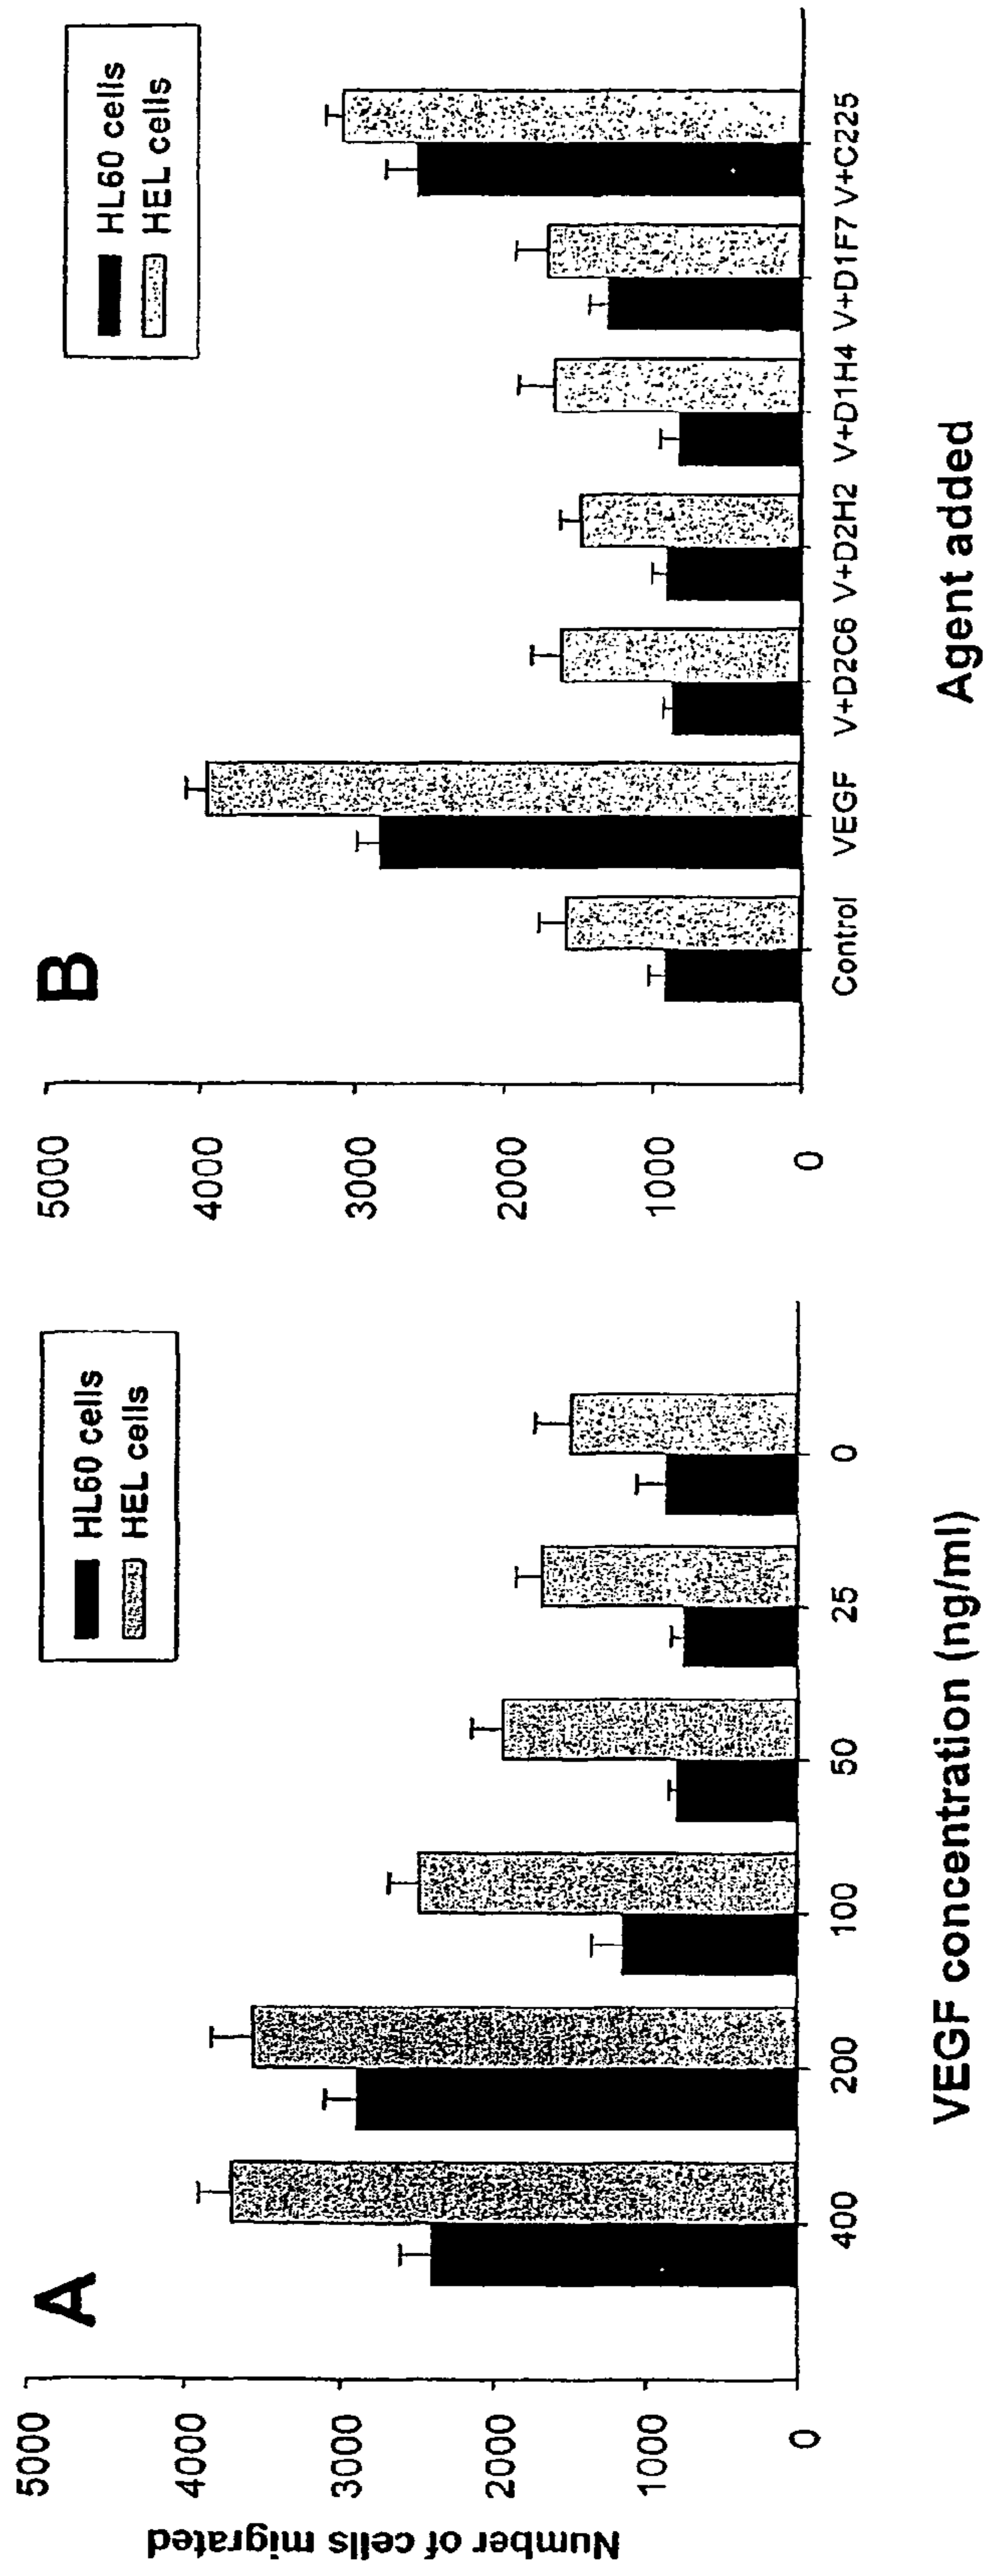 A
HL60 cells
HEL cells
Number of cells migrated
5000
4000
3000
2000
1000
0
400
200
100
50
25
0
VEGF concentration (ng/ml)
B
HL60 cells
HEL cells
5000
4000
3000
2000
1000
0
Control
VEGF
V+D2C6
V+D2H2
V+D1H4
V+D1F7
V+C225
Agent added